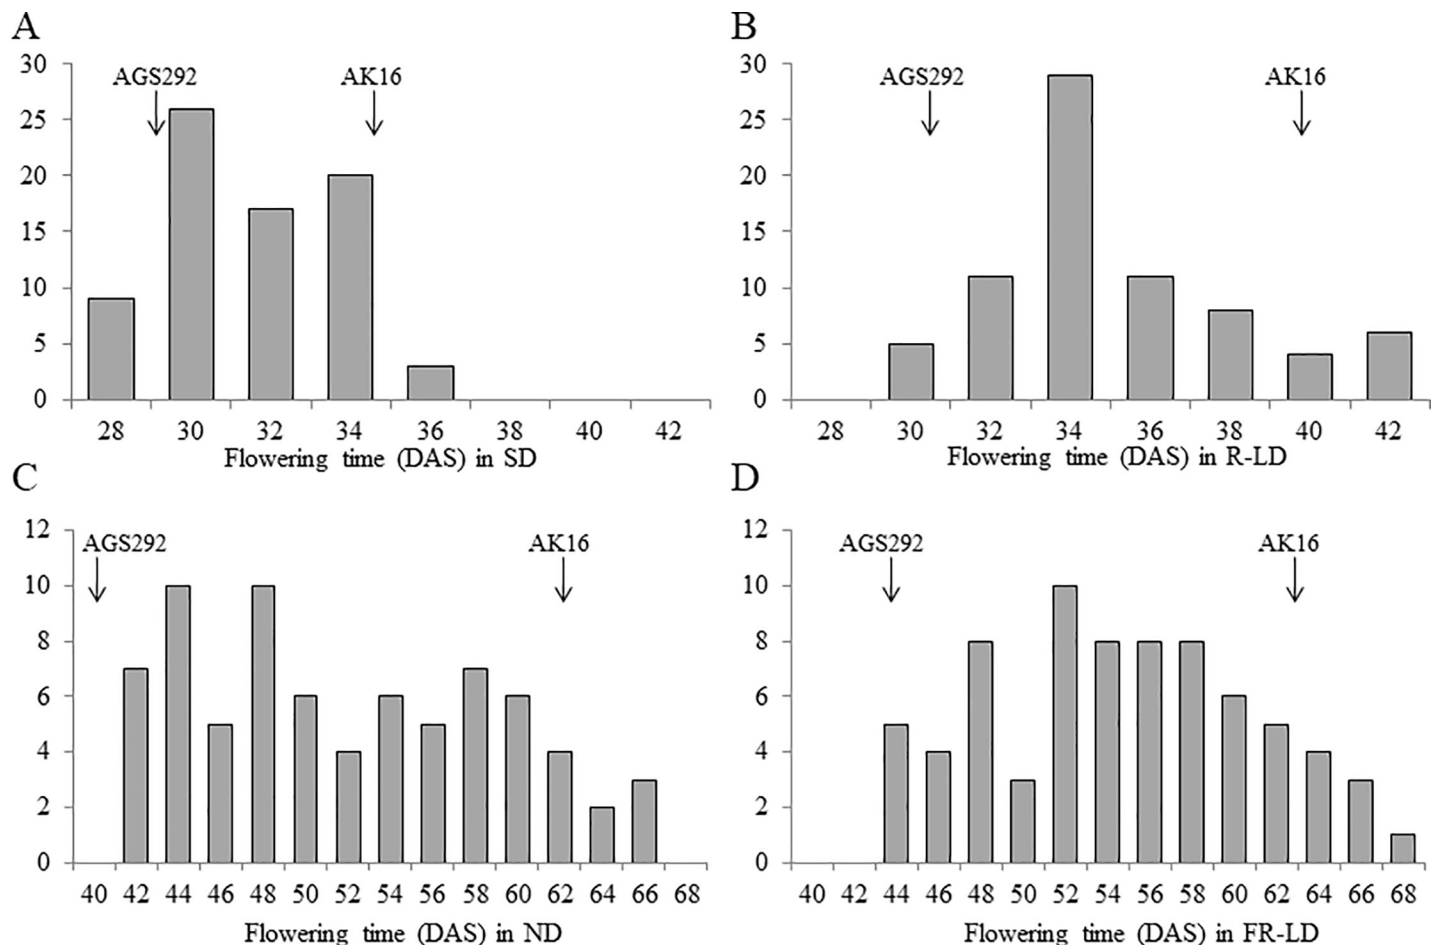 A
30
25
20
15
10
5
0
AGS292 AK16
28 30 32 34 36 38 40 42
Flowering time (DAS) in SD
B
30
25
20
15
10
5
0
AGS292 AK16
28 30 32 34 36 38 40 42
Flowering time (DAS) in R-LD
C
12
10
8
6
4
2
0
AGS292 AK16
40 42 44 46 48 50 52 54 56 58 60 62 64 66 68
Flowering time (DAS) in ND
D
12
10
8
6
4
2
0
AGS292 AK16
40 42 44 46 48 50 52 54 56 58 60 62 64 66 68
Flowering time (DAS) in FR-LD